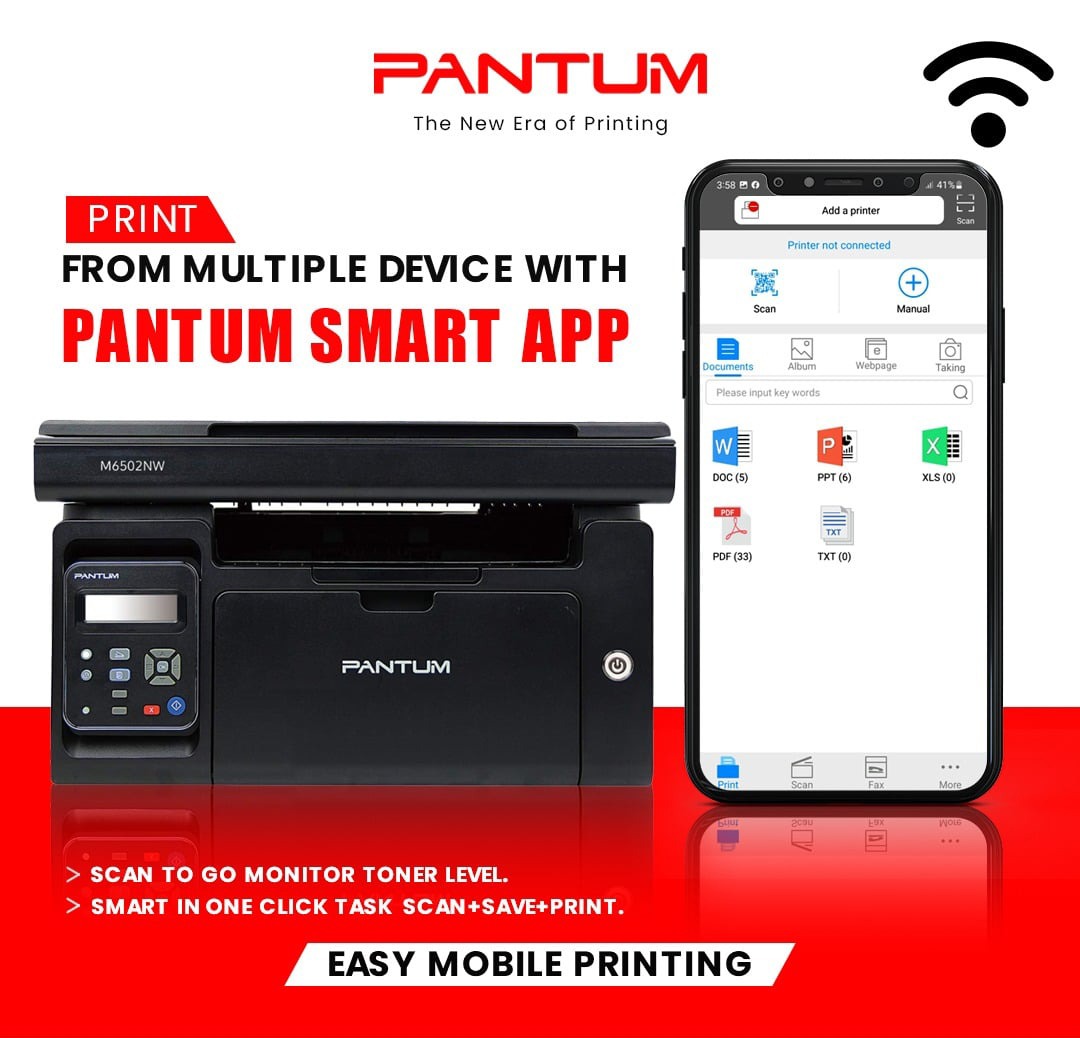 PANTUM
The New Era of Printing
PRINT
FROM MULTIPLE DEVICE WITH
PANTUM SMART APP
3:58
41%
Add a printer
Scan
Printer not connected
Scan
Manual
Documents
Album
Webpage
Taking
Please input key words
W
P
X
DOC (5)
PPT (6)
XLS (0)
PDF
TXT
PDF (33)
TXT (0)
Print
Scan
Fax
More
M6502NW
PANTUM
OK
X
PANTUM
> SCAN TO GO MONITOR TONER LEVEL.
> SMART IN ONE CLICK TASK SCAN+SAVE+PRINT.
EASY MOBILE PRINTING